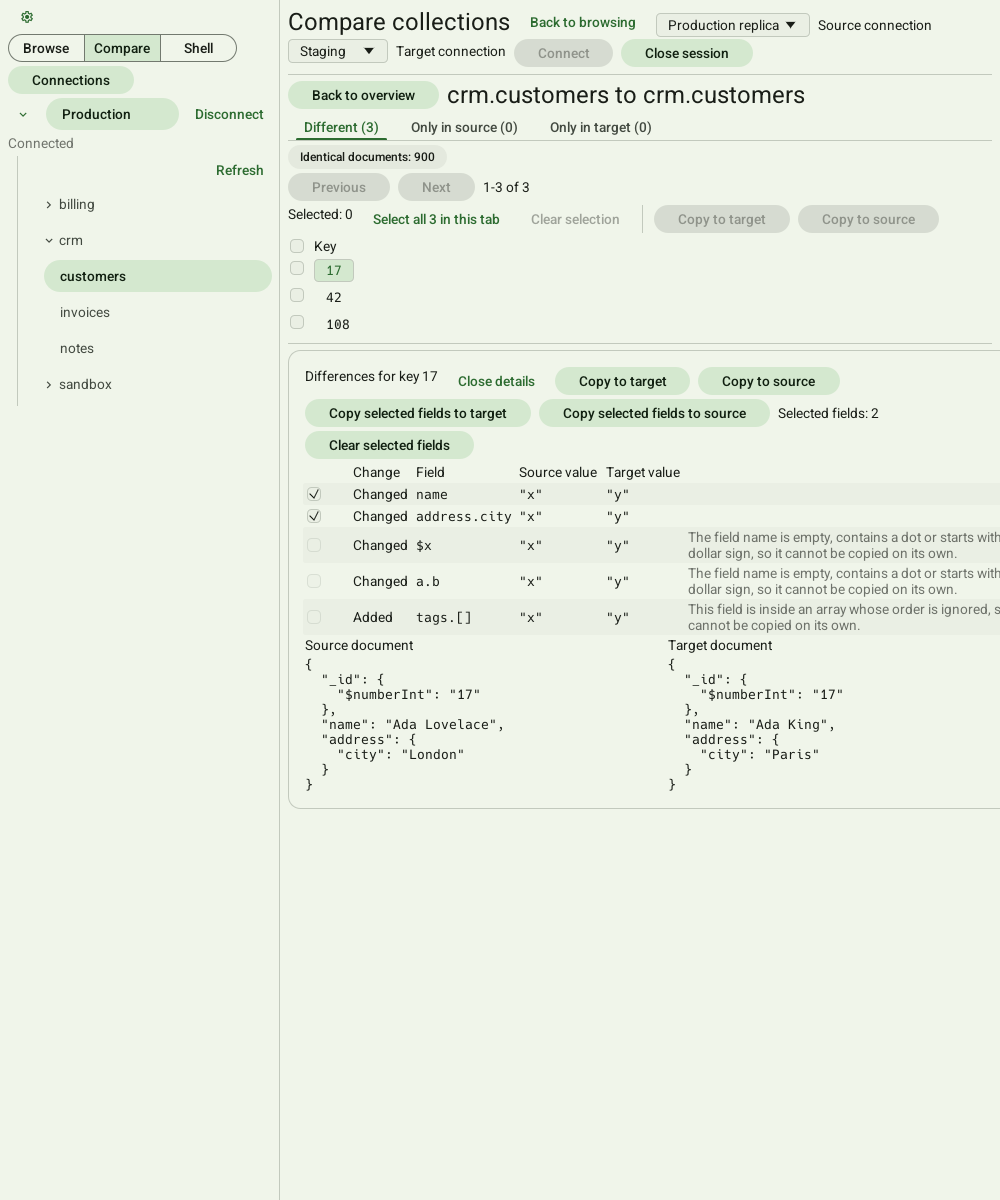 Browse Compare Shell
Connections
Production Disconnect
Connected
Refresh
billing
crm
customers
invoices
notes
sandbox
Compare collections Back to browsing Production replica Source connection
Staging Target connection Connect Close session
Back to overview crm.customers to crm.customers
Different (3) Only in source (0) Only in target (0)
Identical documents: 900
Previous Next 1-3 of 3
Selected: 0 Select all 3 in this tab Clear selection Copy to target Copy to source
Key
17
42
108
Differences for key 17 Close details Copy to target Copy to source
Copy selected fields to target Copy selected fields to source Selected fields: 2
Clear selected fields
Change Field Source value Target value
Changed name "x" "y"
Changed address.city "x" "y"
Changed $x "x" "y" The field name is empty, contains a dot or starts with
dollar sign, so it cannot be copied on its own.
Changed a.b "x" "y" The field name is empty, contains a dot or starts with
dollar sign, so it cannot be copied on its own.
Added tags.[] "x" "y" This field is inside an array whose order is ignored, s
cannot be copied on its own.
Source document
{
  "_id": {
    "$numberInt": "17"
  },
  "name": "Ada Lovelace",
  "address": {
    "city": "London"
  }
}
Target document
{
  "_id": {
    "$numberInt": "17"
  },
  "name": "Ada King",
  "address": {
    "city": "Paris"
  }
}